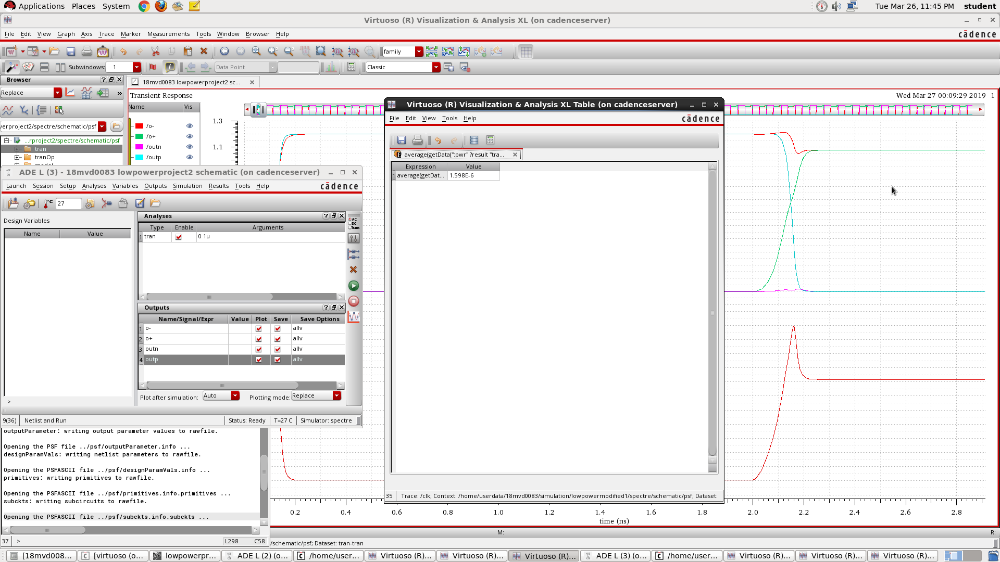 Applications Places System Tue Mar 26, 11:45 PM student
Virtuoso (R) Visualization & Analysis XL (on cadenceserver)
File Edit View Graph Axis Trace Marker Measurements Tools Window Browser Help cādence
family
Subwindows: 1 Data Point Classic
Browser
18mvd0083 lowpowerproject2 sc...
Replace »
Transient Response
Wed Mar 27 00:09:29 2019 1
Name Vis
verproject2/spectre/schematic/psf
...rproject2/spectre/schematic/psf
tran
tranOp
/o-
/o+
/outn
/outp
1.3
1.1
ADE L (3) - 18mvd0083 lowpowerproject2 schematic (on cadenceserver)
Launch Session Setup Analyses Variables Outputs Simulation Results Tools Help cādence
27
Design Variables
Name Value
>
Analyses
Type Enable Arguments
1 tran 0 1u
AC
DC
Trans
Outputs
Name/Signal/Expr Value Plot Save Save Options
1 o- allv
2 o+ allv
3 outn allv
4 outp allv
Plot after simulation: Auto Plotting mode: Replace
9(36) Netlist and Run Status: Ready T=27 C Simulator: spectre
outputParameter: writing output parameter values to rawfile.
Opening the PSF file ../psf/outputParameter.info ...
designParamVals: writing netlist parameters to rawfile.
Opening the PSFASCII file ../psf/designParamVals.info ...
primitives: writing primitives to rawfile.
Opening the PSFASCII file ../psf/primitives.info.primitives ...
subckts: writing subcircuits to rawfile.
Opening the PSFASCII file ../psf/subckts.info.subckts ...
37 > L298 C58
Virtuoso (R) Visualization & Analysis XL Table (on cadenceserver)
File Edit View Tools Help cādence
average(getData(":pwr" ?result "tra...
Expression Value
1 average(getDat... 1.598E-6
35 Trace: /clk; Context: /home/userdata/18mvd0083/simulation/lowpowermodified1/spectre/schematic/psf; Dataset:
0.2 0.4 0.6 0.8 1.0 1.2 1.4 1.6 1.8 2.0 2.2 2.4 2.6 2.8
time (ns)
M: R:
/schematic/psf; Dataset: tran-tran
[18mvd008... [virtuoso (o... lowpowerpr... ADE L (2) (o... /home/user... Virtuoso (R)... Virtuoso (R)... Virtuoso (R)... ADE L (3) (o... /home/user... Virtuoso (R)... Virtuoso (R)... Virtuoso (R)...